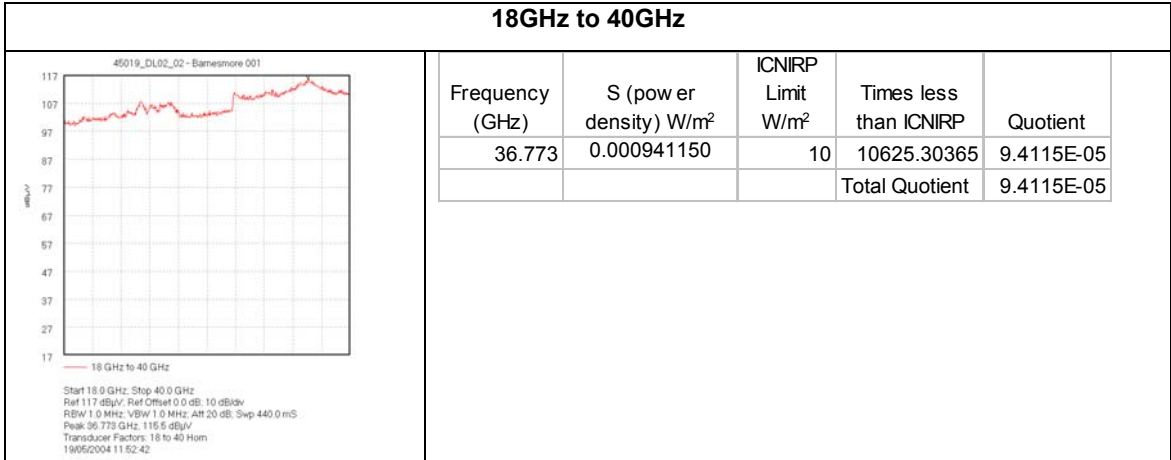 18GHz to 40GHz
45019_DL02_02 - Barnesmore 001
117
107
97
87
77
67
57
47
37
27
17
dBµV
18 GHz to 40 GHz
Start 18.0 GHz; Stop 40.0 GHz
Ref 117 dBµV; Ref Offset 0.0 dB; 10 dB/div
RBW 1.0 MHz; VBW 1.0 MHz; Att 20 dB; Swp 440.0 mS
Peak 36.773 GHz, 115.5 dBµV
Transducer Factors: 18 to 40 Horn
19/05/2004 11:52:42
Frequency (GHz) S (pow er density) W/m² ICNIRP Limit W/m² Times less than ICNIRP Quotient
36.773 0.000941150 10 10625.30365 9.4115E-05
Total Quotient 9.4115E-05